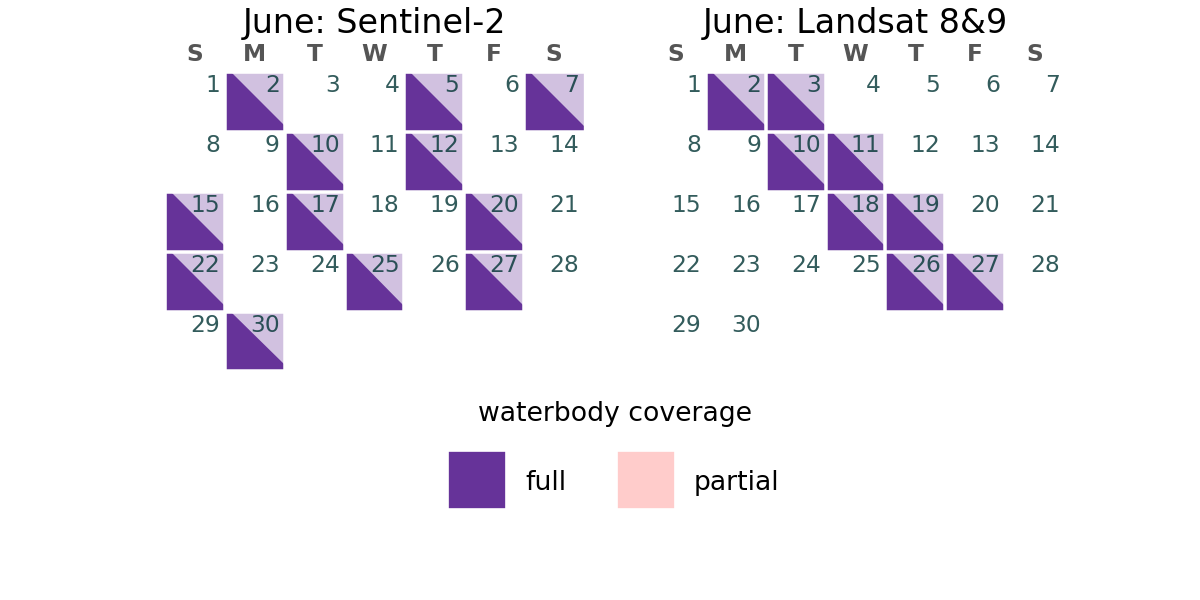 June: Sentinel-2
S M T W T F S
1 2 3 4 5 6 7
8 9 10 11 12 13 14
15 16 17 18 19 20 21
22 23 24 25 26 27 28
29 30
June: Landsat 8&9
S M T W T F S
1 2 3 4 5 6 7
8 9 10 11 12 13 14
15 16 17 18 19 20 21
22 23 24 25 26 27 28
29 30
waterbody coverage
full partial